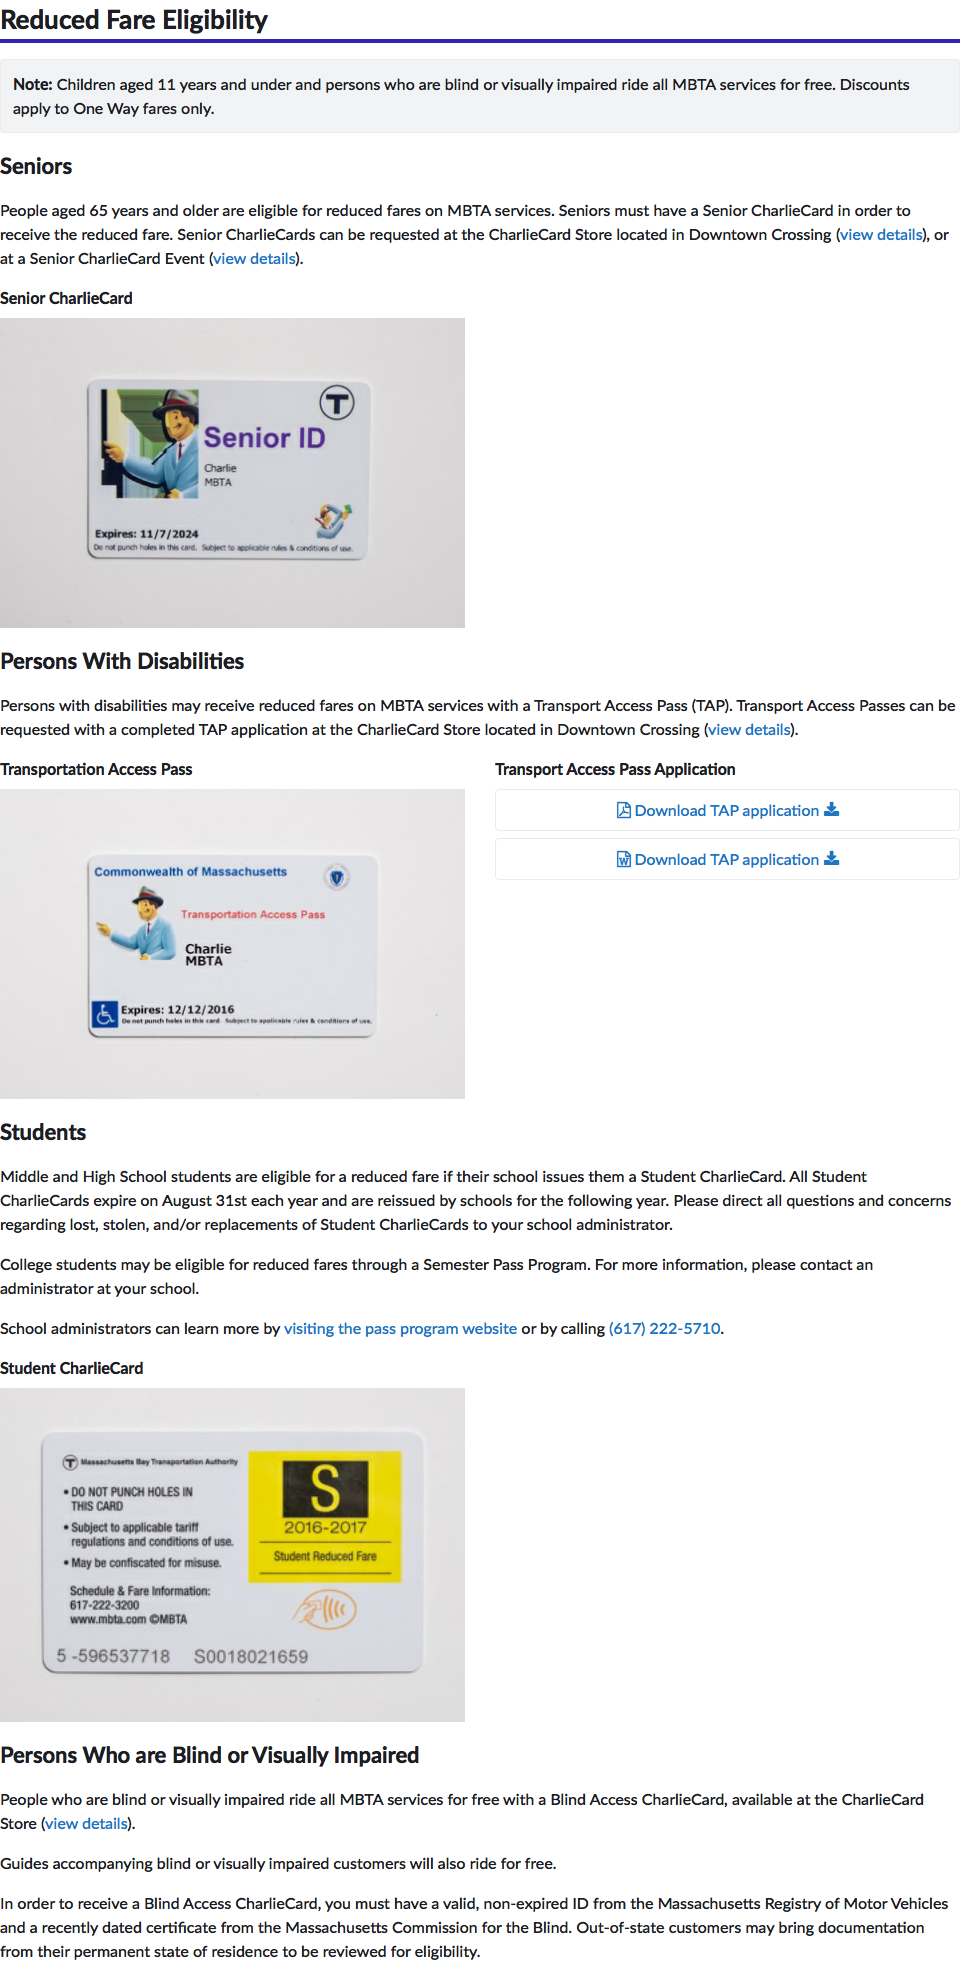 Reduced Fare Eligibility
Note: Children aged 11 years and under and persons who are blind or visually impaired ride all MBTA services for free. Discounts
apply to One Way fares only.
Seniors
People aged 65 years and older are eligible for reduced fares on MBTA services. Seniors must have a Senior CharlieCard in order to
receive the reduced fare. Senior CharlieCards can be requested at the CharlieCard Store located in Downtown Crossing (view details), or
at a Senior CharlieCard Event (view details).
Senior CharlieCard
T
Senior ID
Charlie
MBTA
Expires: 11/7/2024
Do not punch holes in this card. Subject to applicable rules & conditions of use.
Persons With Disabilities
Persons with disabilities may receive reduced fares on MBTA services with a Transport Access Pass (TAP). Transport Access Passes can be
requested with a completed TAP application at the CharlieCard Store located in Downtown Crossing (view details).
Transportation Access Pass
Commonwealth of Massachusetts
Transportation Access Pass
Charlie
MBTA
Expires: 12/12/2016
Do not punch holes in this card Subject to applicable rules & conditions of use.
Transport Access Pass Application
Download TAP application
Download TAP application
Students
Middle and High School students are eligible for a reduced fare if their school issues them a Student CharlieCard. All Student
CharlieCards expire on August 31st each year and are reissued by schools for the following year. Please direct all questions and concerns
regarding lost, stolen, and/or replacements of Student CharlieCards to your school administrator.
College students may be eligible for reduced fares through a Semester Pass Program. For more information, please contact an
administrator at your school.
School administrators can learn more by visiting the pass program website or by calling (617) 222-5710.
Student CharlieCard
T Massachusetts Bay Transportation Authority
• DO NOT PUNCH HOLES IN
THIS CARD
• Subject to applicable tariff
regulations and conditions of use.
• May be confiscated for misuse.
Schedule & Fare Information:
617-222-3200
www.mbta.com ©MBTA
S
2016-2017
Student Reduced Fare
5 -596537718 S0018021659
Persons Who are Blind or Visually Impaired
People who are blind or visually impaired ride all MBTA services for free with a Blind Access CharlieCard, available at the CharlieCard
Store (view details).
Guides accompanying blind or visually impaired customers will also ride for free.
In order to receive a Blind Access CharlieCard, you must have a valid, non-expired ID from the Massachusetts Registry of Motor Vehicles
and a recently dated certificate from the Massachusetts Commission for the Blind. Out-of-state customers may bring documentation
from their permanent state of residence to be reviewed for eligibility.